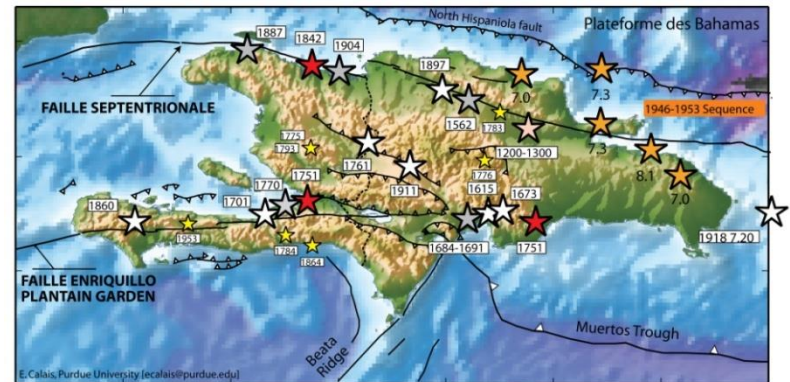 North Hispaniola fault
Plateforme des Bahamas
1887
1842
1904
1897
7.0
7.3
FAILLE SEPTENTRIONALE
1946-1953 Sequence
1562
1783
7.3
1775
1793
1761
1200-1300
8.1
1776
1911
7.0
1751
1770
1615
1673
1860
1701
1953
1784
1864
1684-1691
1751
1918 7.20
FAILLE ENRIQUILLO
PLANTAIN GARDEN
Muertos Trough
Beata
Ridge
E. Calais, Purdue University [ecalais@purdue.edu]